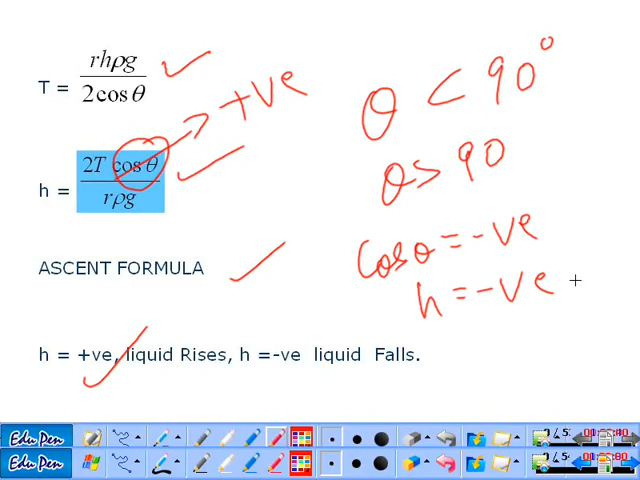 T = rhρg / 2cosθ
+ve
θ < 90°
h = 2T cosθ / rρg
θ > 90
cosθ = -ve
ASCENT FORMULA
h = -ve
h = +ve, liquid Rises, h =-ve liquid Falls.
Edu Pen
Edu Pen